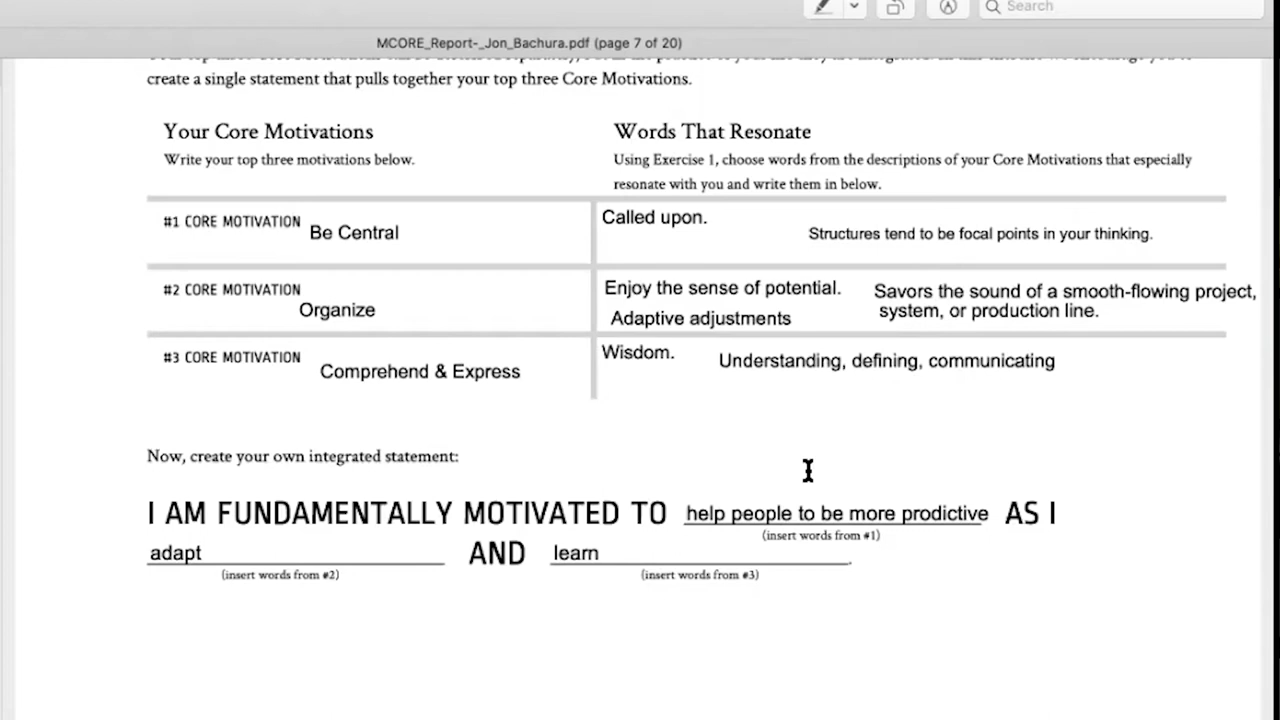 Search
MCORE_Report-_Jon_Bachura.pdf (page 7 of 20)
create a single statement that pulls together your top three Core Motivations.
Your Core Motivations
Write your top three motivations below.
Words That Resonate
Using Exercise 1, choose words from the descriptions of your Core Motivations that especially
resonate with you and write them in below.
#1 CORE MOTIVATION Be Central
Called upon.
Structures tend to be focal points in your thinking.
#2 CORE MOTIVATION
Organize
Enjoy the sense of potential.
Adaptive adjustments
Savors the sound of a smooth-flowing project,
system, or production line.
#3 CORE MOTIVATION
Comprehend & Express
Wisdom.
Understanding, defining, communicating
Now, create your own integrated statement:
I AM FUNDAMENTALLY MOTIVATED TO help people to be more prodictive AS I
(insert words from #1)
adapt AND learn.
(insert words from #2) (insert words from #3)